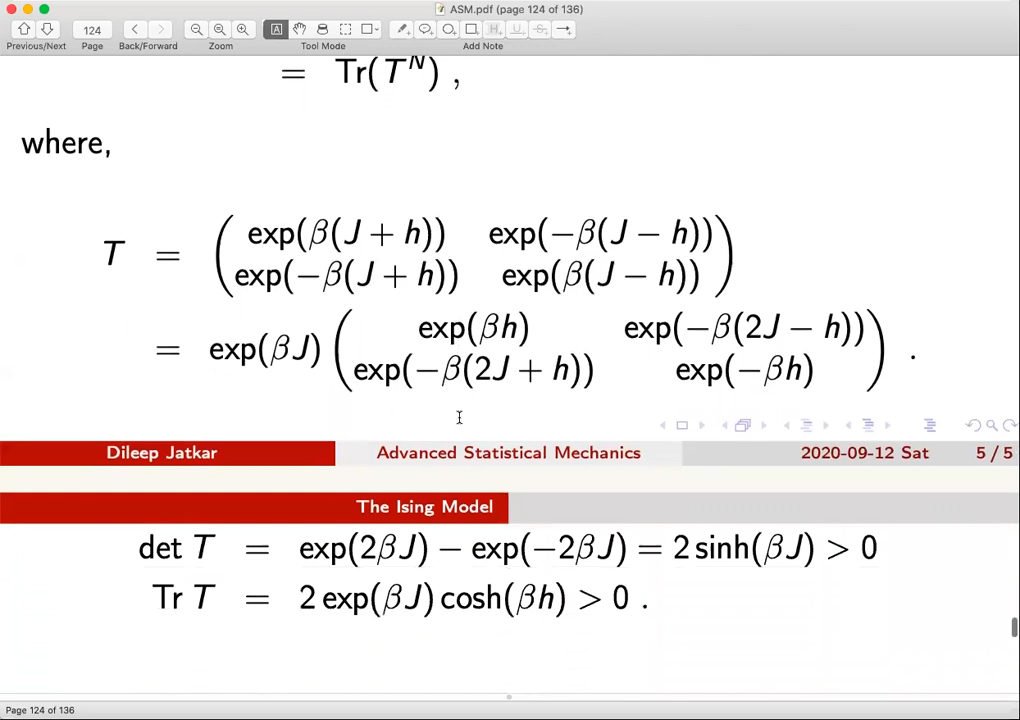 ASM.pdf (page 124 of 136)
124
Previous/Next Page Back/Forward Zoom Tool Mode Add Note
= Tr(T^N) ,
where,
T = ( exp(β(J + h)) exp(−β(J − h))
exp(−β(J + h)) exp(β(J − h)) )
= exp(βJ) ( exp(βh) exp(−β(2J − h))
exp(−β(2J + h)) exp(−βh) ) .
Dileep Jatkar Advanced Statistical Mechanics 2020-09-12 Sat 5 / 5
The Ising Model
det T = exp(2βJ) − exp(−2βJ) = 2 sinh(βJ) > 0
Tr T = 2 exp(βJ) cosh(βh) > 0 .
Page 124 of 136